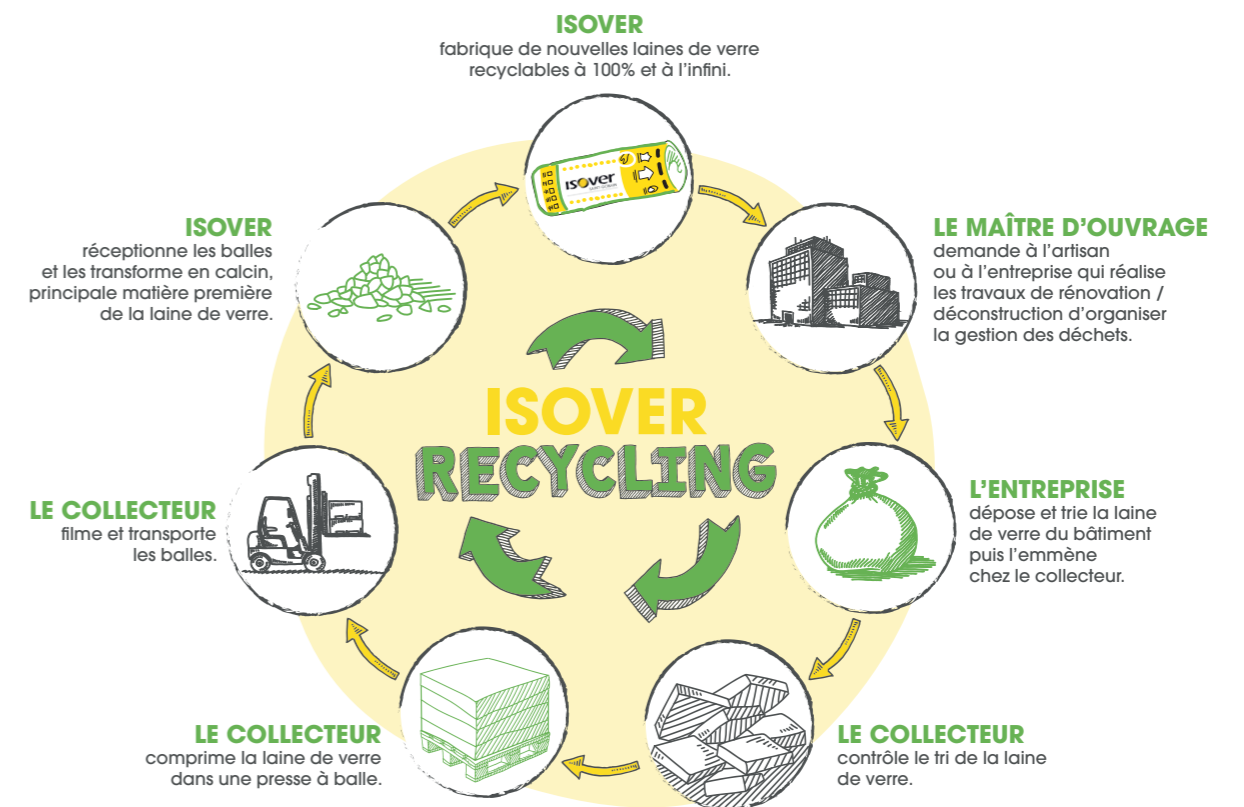 ISOVER
fabrique de nouvelles laines de verre
recyclables à 100% et à l’infini.
isover
LE MAÎTRE D’OUVRAGE
demande à l’artisan
ou à l’entreprise qui réalise
les travaux de rénovation /
déconstruction d’organiser
la gestion des déchets.
L’ENTREPRISE
dépose et trie la laine
de verre du bâtiment
puis l’emmène
chez le collecteur.
LE COLLECTEUR
contrôle le tri de la laine
de verre.
LE COLLECTEUR
comprime la laine de verre
dans une presse à balle.
LE COLLECTEUR
filme et transporte
les balles.
ISOVER
réceptionne les balles
et les transforme en calcin,
principale matière première
de la laine de verre.
ISOVER
RECYCLING